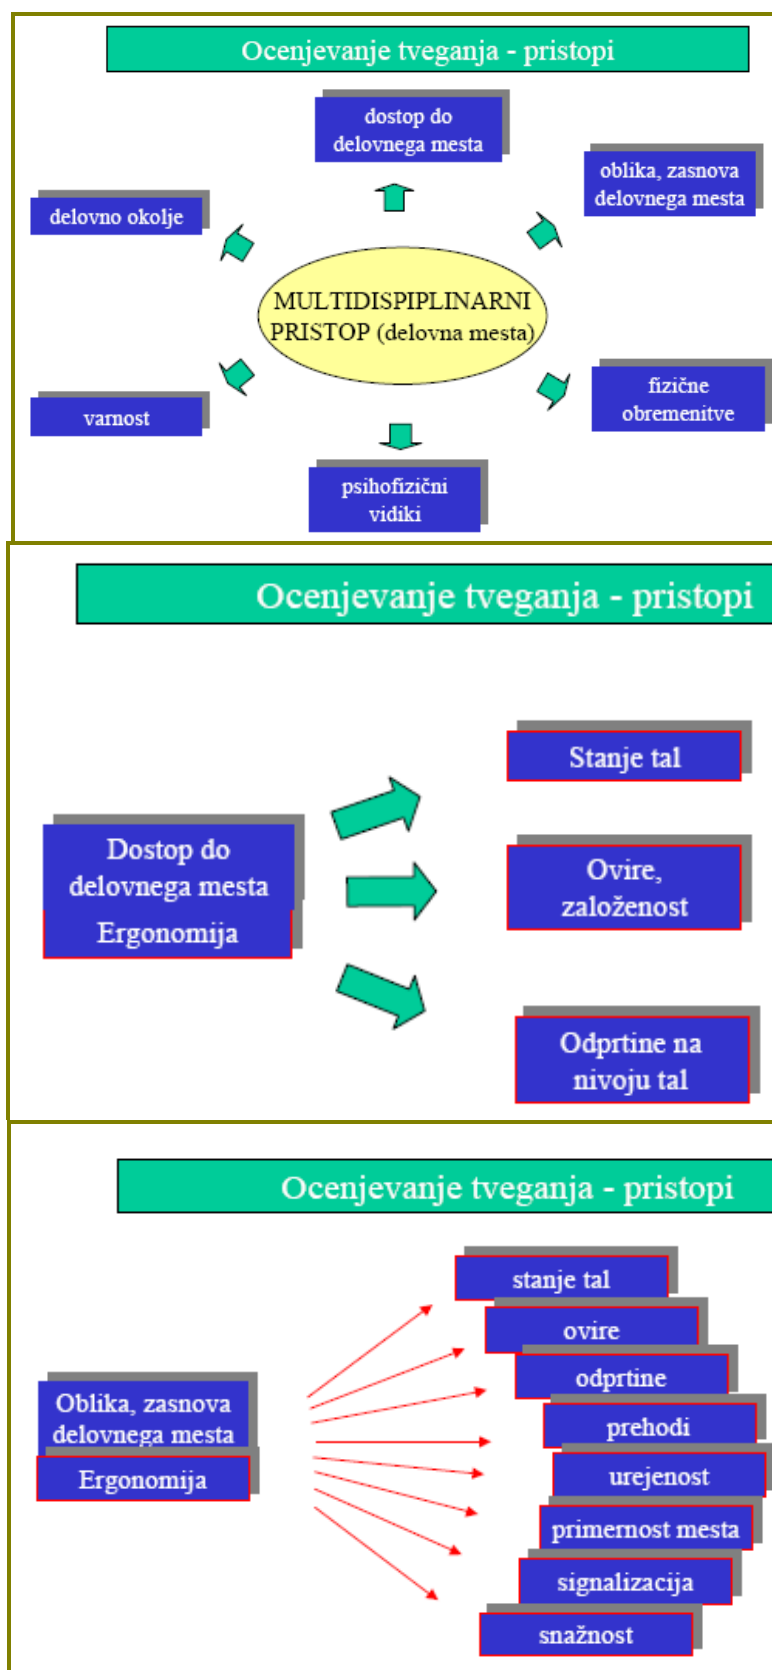 Ocenjevanje tveganja - pristopi
dostop do
delovnega mesta
oblika, zasnova
delovnega mesta
delovno okolje
MULTIDISPIPLINARNI
PRISTOP (delovna mesta)
fizične
obremenitve
varnost
psihofizični
vidiki
Ocenjevanje tveganja - pristopi
Stanje tal
Dostop do
delovnega mesta
Ergonomija
Ovire,
založenost
Odprtine na
nivoju tal
Ocenjevanje tveganja - pristopi
stanje tal
ovire
odprtine
prehodi
urejenost
primernost mesta
signalizacija
snažnost
Oblika, zasnova
delovnega mesta
Ergonomija